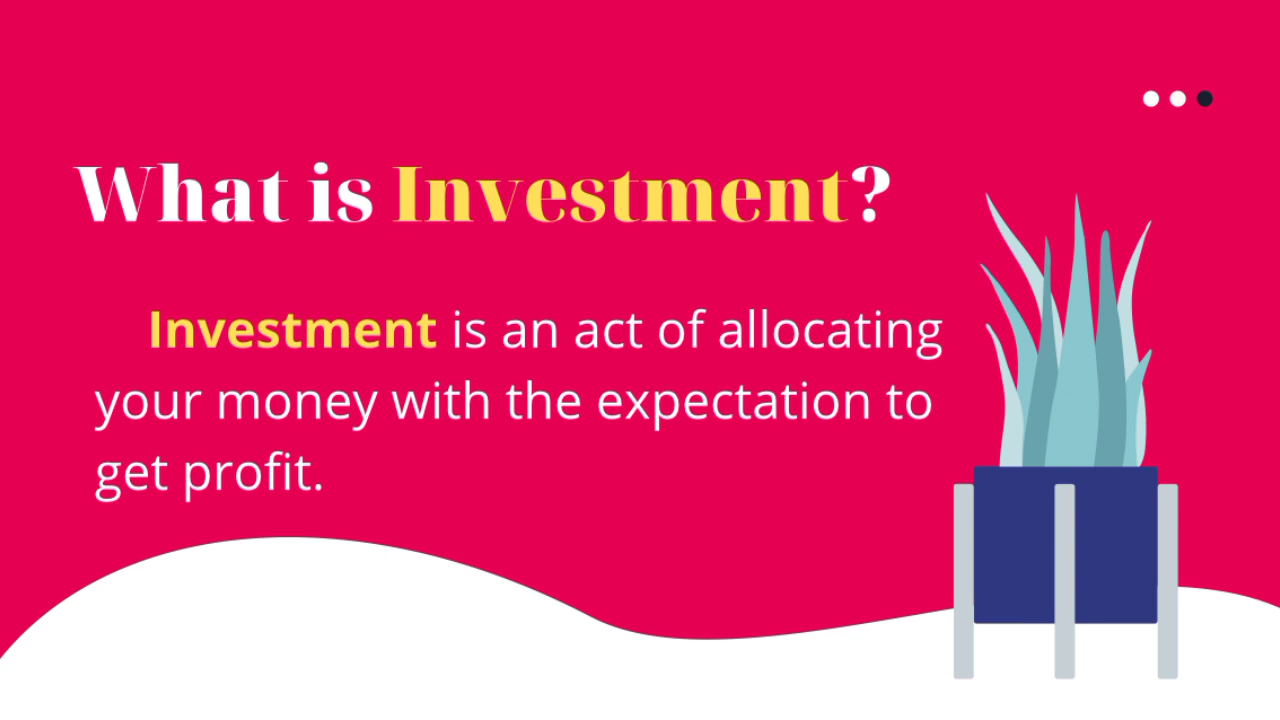 What is Investment?
Investment is an act of allocating
your money with the expectation to
get profit.